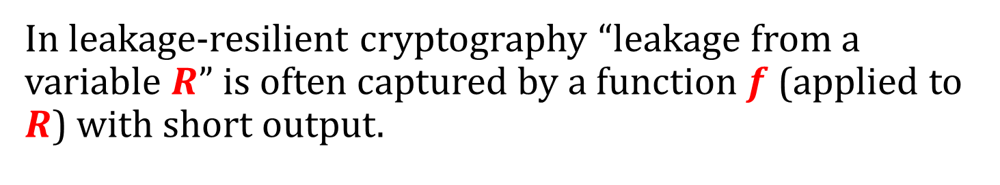 In leakage-resilient cryptography “leakage from a
variable R” is often captured by a function f (applied to
R) with short output.